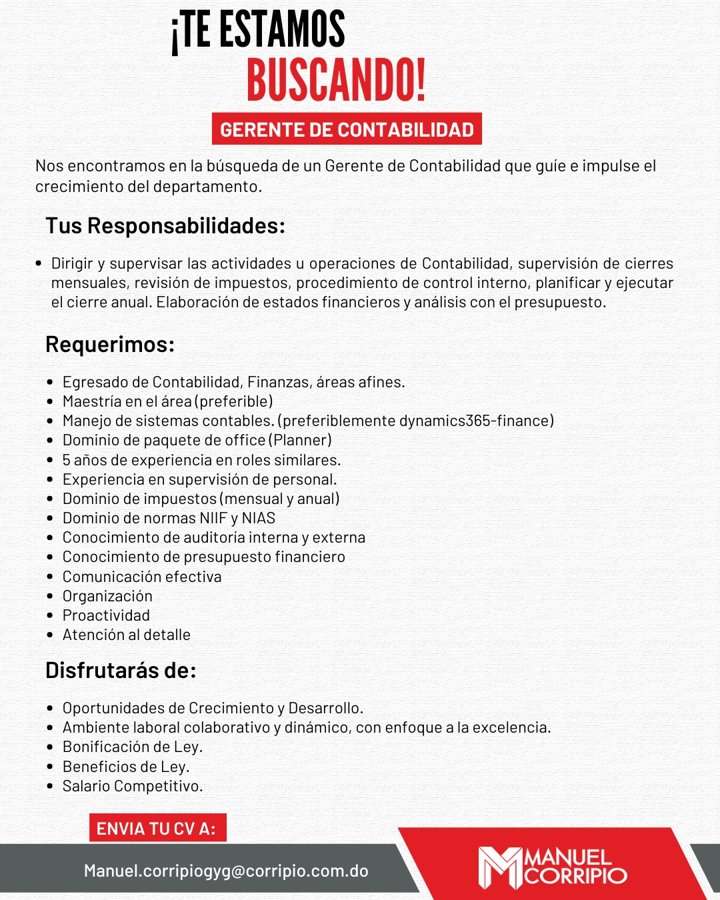 ¡TE ESTAMOS
BUSCANDO!
GERENTE DE CONTABILIDAD
Nos encontramos en la búsqueda de un Gerente de Contabilidad que guíe e impulse el
crecimiento del departamento.
Tus Responsabilidades:
• Dirigir y supervisar las actividades u operaciones de Contabilidad, supervisión de cierres
mensuales, revisión de impuestos, procedimiento de control interno, planificar y ejecutar
el cierre anual. Elaboración de estados financieros y análisis con el presupuesto.
Requerimos:
• Egresado de Contabilidad, Finanzas, áreas afines.
• Maestría en el área (preferible)
• Manejo de sistemas contables. (preferiblemente dynamics365-finance)
• Dominio de paquete de office (Planner)
• 5 años de experiencia en roles similares.
• Experiencia en supervisión de personal.
• Dominio de impuestos (mensual y anual)
• Dominio de normas NIIF y NIAS
• Conocimiento de auditoría interna y externa
• Conocimiento de presupuesto financiero
• Comunicación efectiva
• Organización
• Proactividad
• Atención al detalle
Disfrutarás de:
• Oportunidades de Crecimiento y Desarrollo.
• Ambiente laboral colaborativo y dinámico, con enfoque a la excelencia.
• Bonificación de Ley.
• Beneficios de Ley.
• Salario Competitivo.
ENVIA TU CV A:
Manuel.corripiogyg@corripio.com.do
MANUEL
CORRIPIO